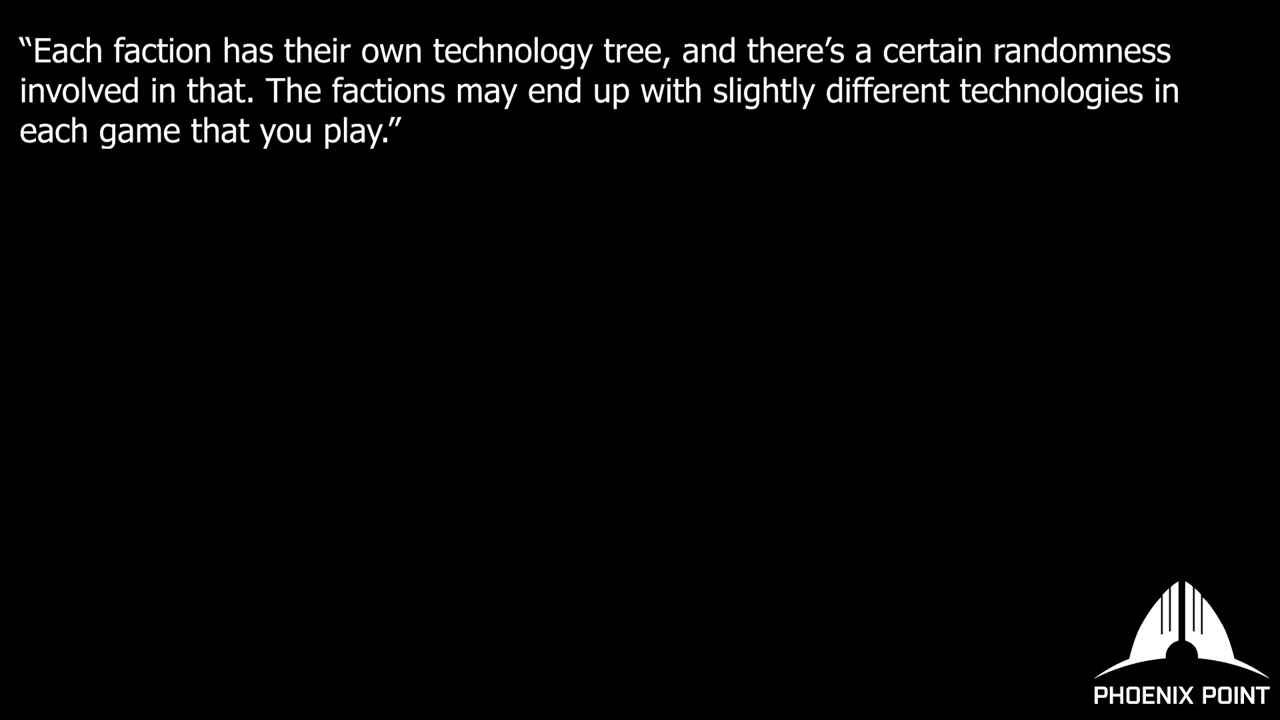 “Each faction has their own technology tree, and there’s a certain randomness
involved in that. The factions may end up with slightly different technologies in
each game that you play.”
PHOENIX POINT